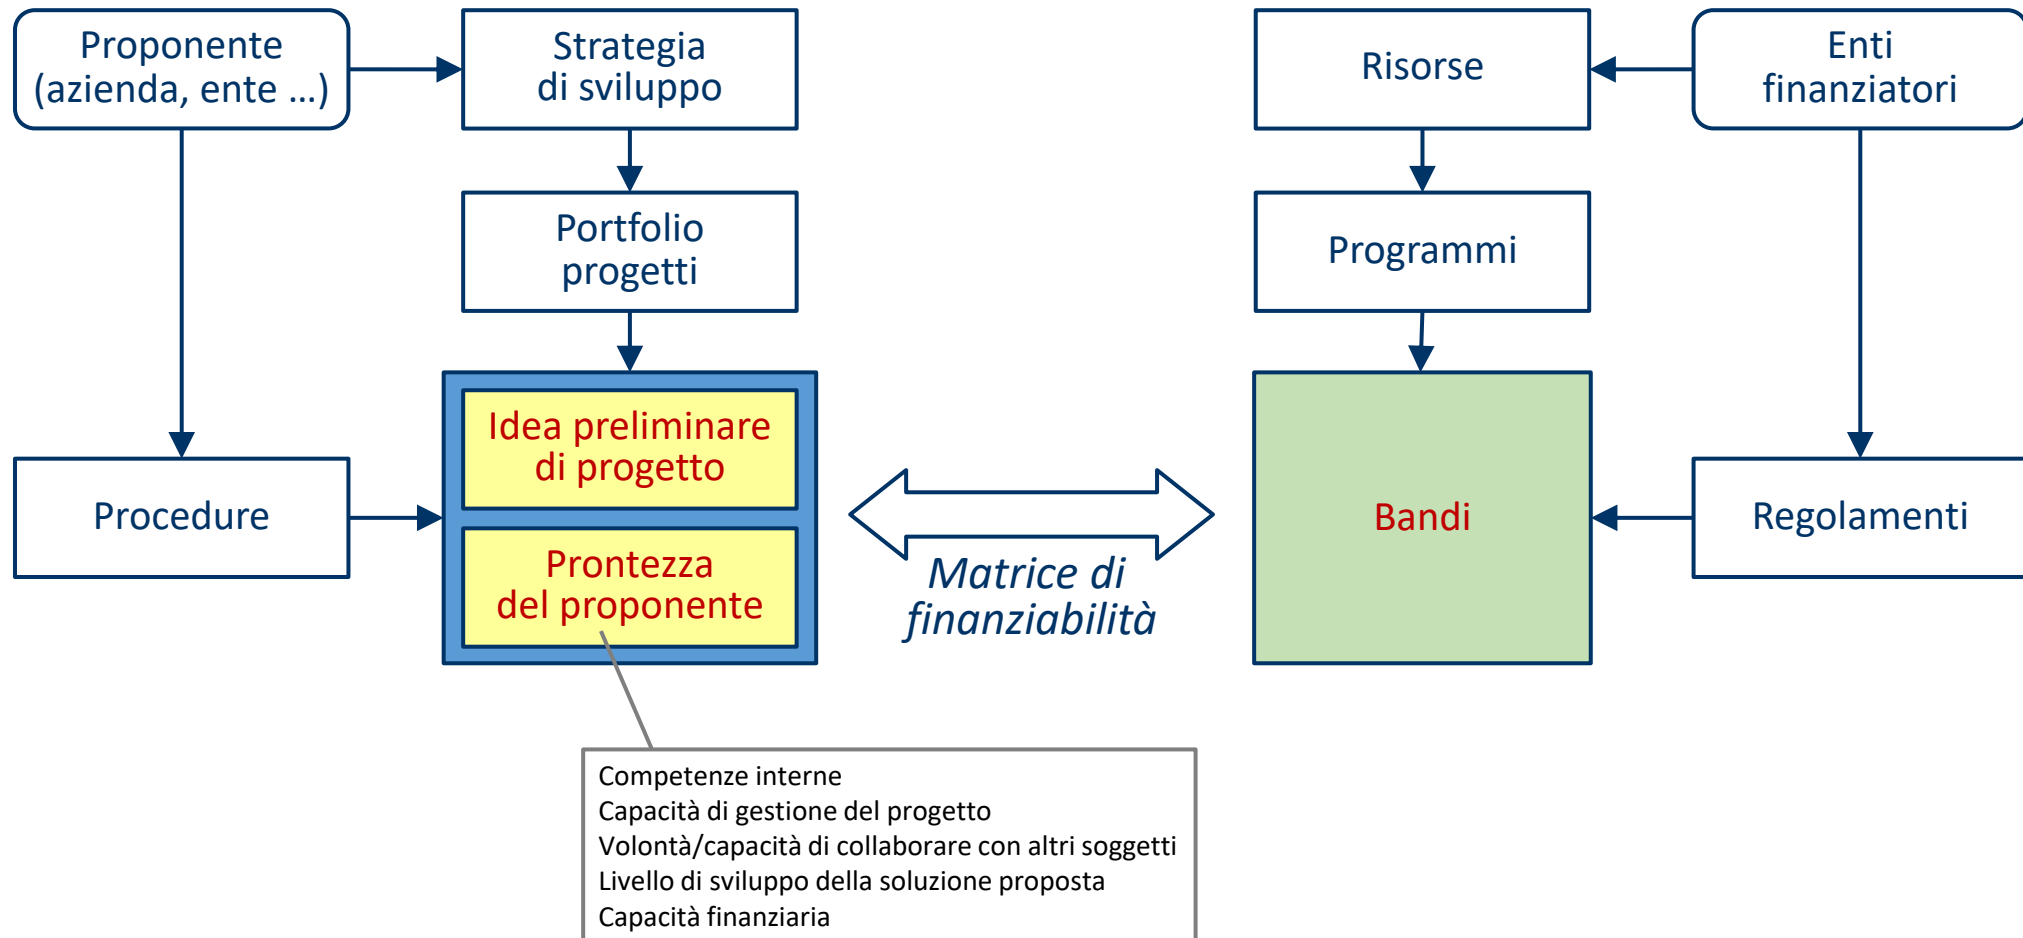 Proponente
(azienda, ente ...)
Strategia
di sviluppo
Risorse
Enti
finanziatori
Portfolio
progetti
Programmi
Idea preliminare
di progetto
Prontezza
del proponente
Procedure
Matrice di
finanziabilità
Bandi
Regolamenti
Competenze interne
Capacità di gestione del progetto
Volontà/capacità di collaborare con altri soggetti
Livello di sviluppo della soluzione proposta
Capacità finanziaria